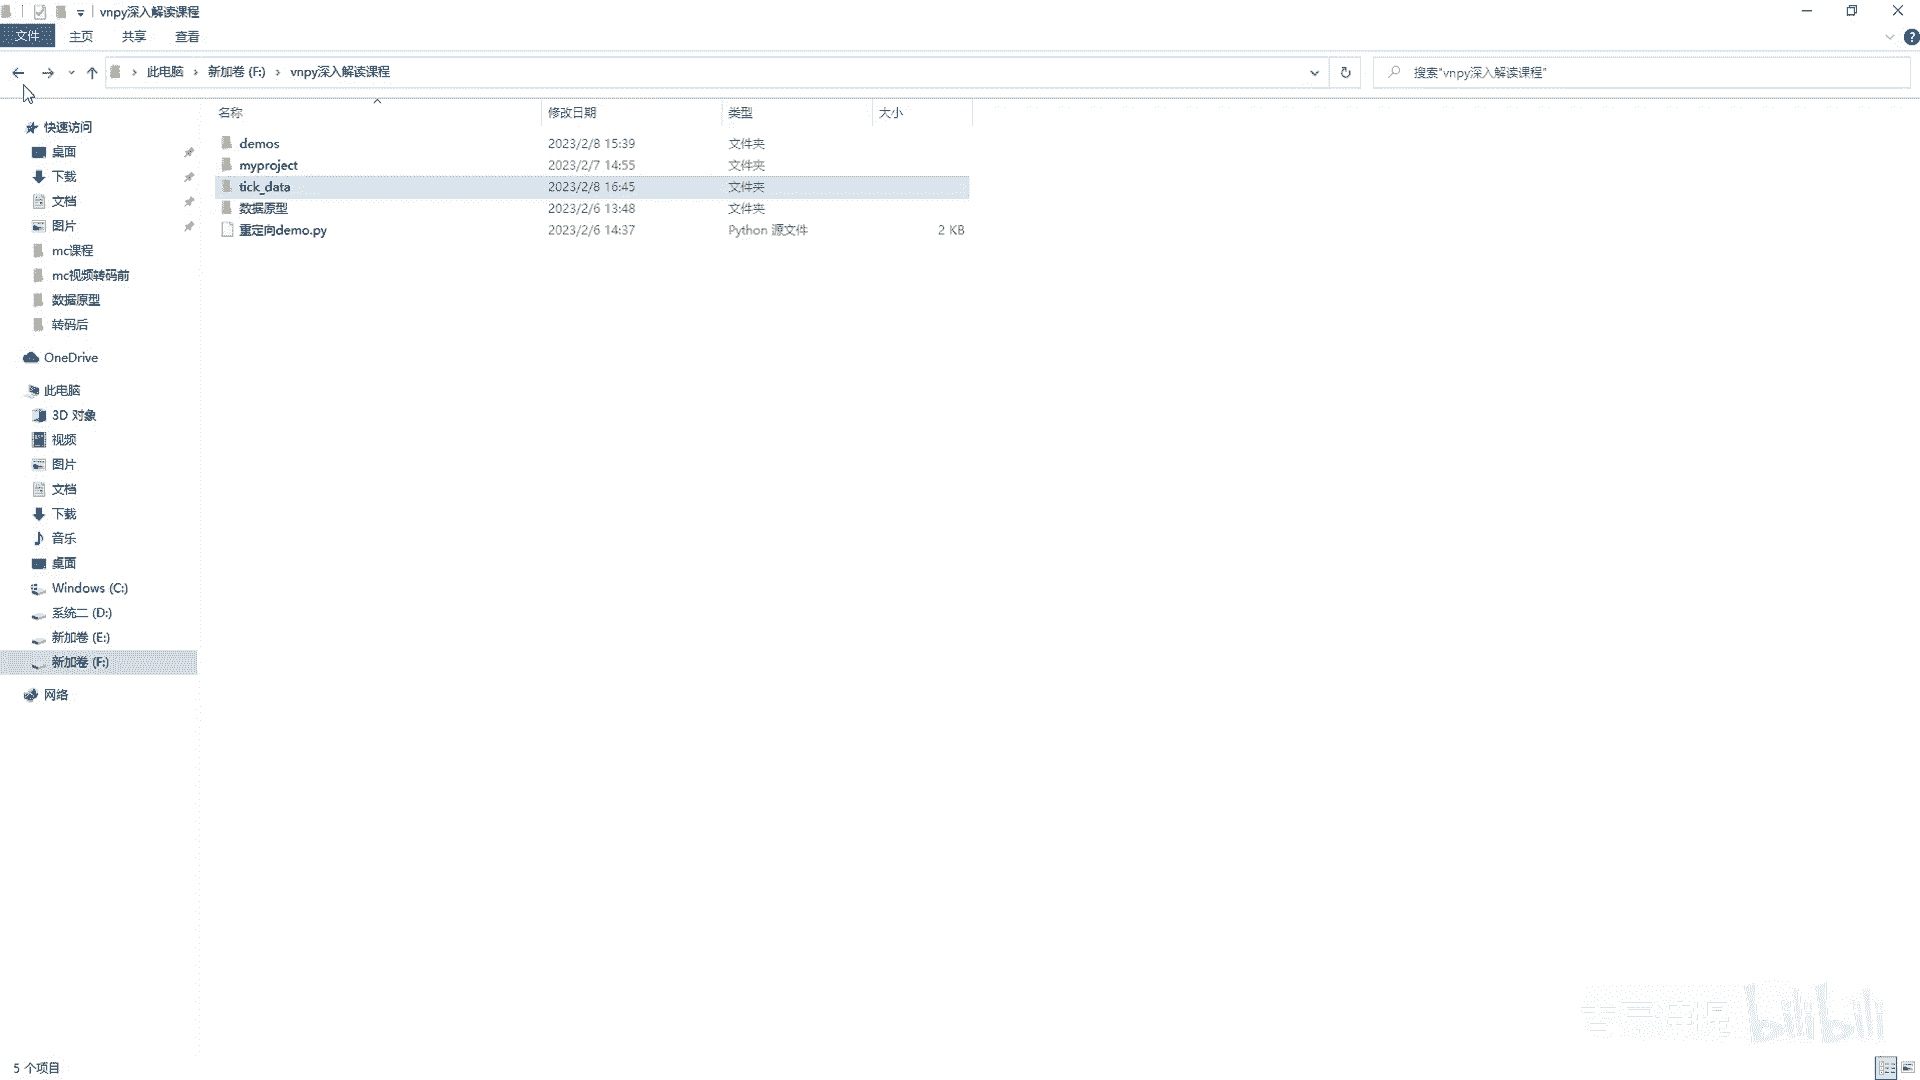 vnpy深入解读课程
文件 主页 共享 查看
此电脑 新加卷 (F:) vnpy深入解读课程
搜索"vnpy深入解读课程"
名称 修改日期 类型 大小
demos 2023/2/8 15:39 文件夹
myproject 2023/2/7 14:55 文件夹
tick_data 2023/2/8 16:45 文件夹
数据原型 2023/2/6 13:48 文件夹
重定向demo.py 2023/2/6 14:37 Python 源文件 2 KB
快速访问
桌面
下载
文档
图片
mc课程
mc视频转码前
数据原型
转码后
OneDrive
此电脑
3D 对象
视频
图片
文档
下载
音乐
桌面
Windows (C:)
系统二 (D:)
新加卷 (E:)
新加卷 (F:)
网络
bilibili
5 个项目